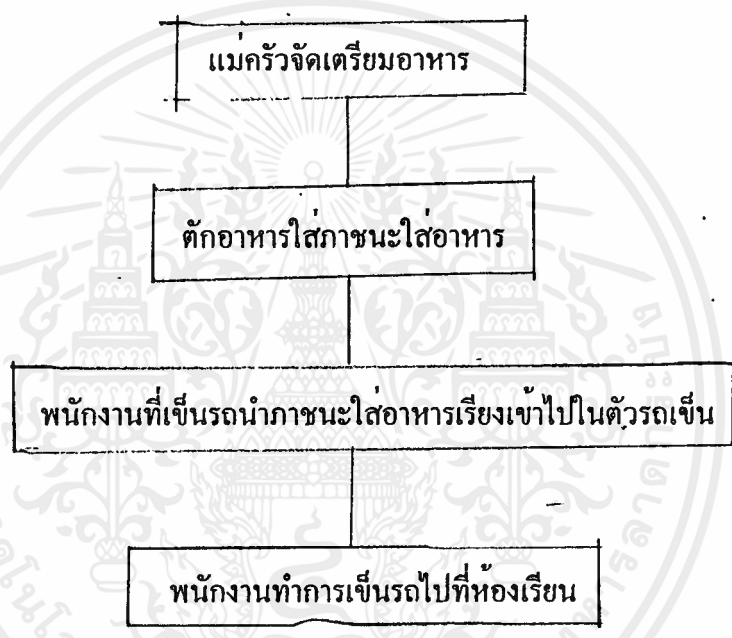 แม่ครัวจัดเตรียมอาหาร
ตักอาหารใส่ภาชนะใส่อาหาร
พนักงานที่เข็นรถนำภาชนะใส่อาหารเรียงเข้าไปในตัวรถเข็น
พนักงานทำการเข็นรถไปที่ห้องเรียน